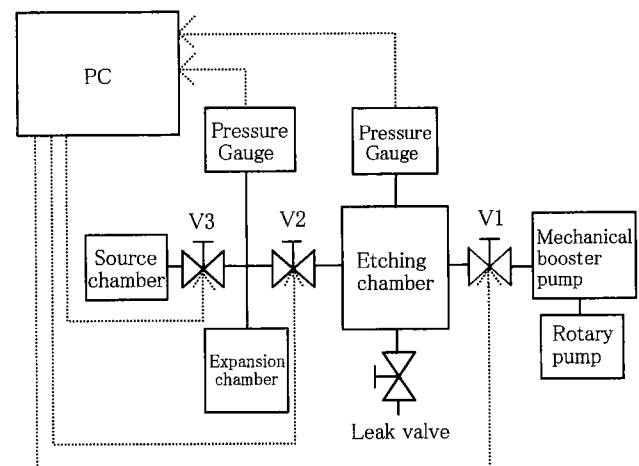 PC
Pressure
Gauge
Pressure
Gauge
V3
V2
V1
Source
chamber
Etching
chamber
Mechanical
booster
pump
Expansion
chamber
Rotary
pump
Leak valve